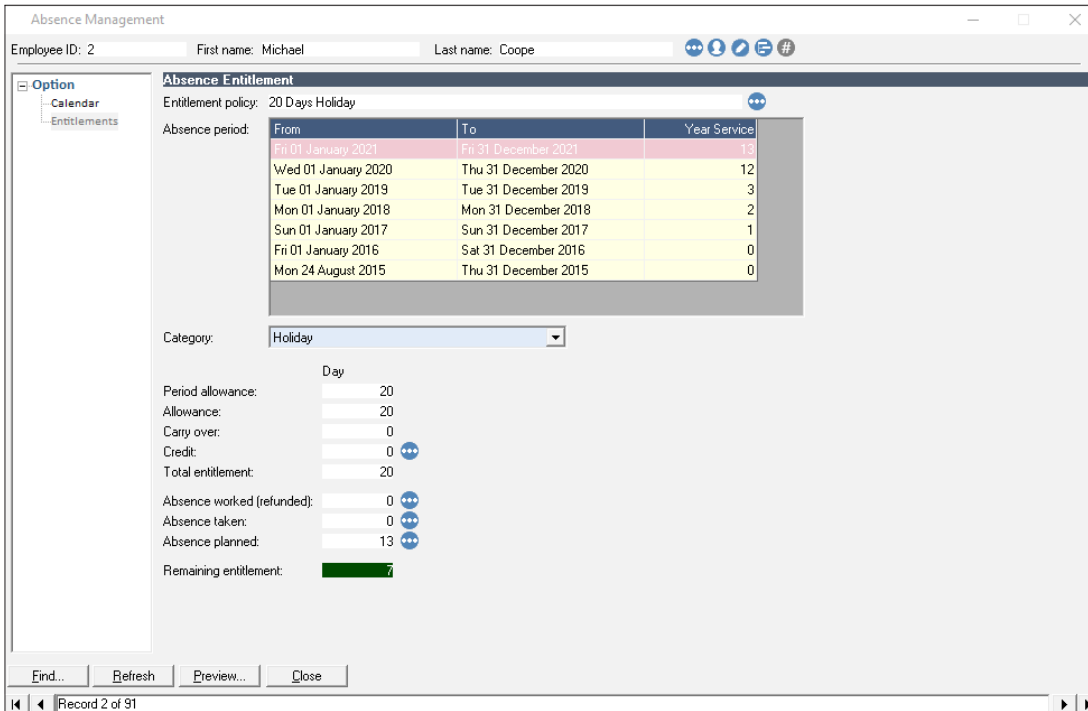 Absence Management
Employee ID: 2 First name: Michael Last name: Coope #
Option
Calendar
Entitlements
Absence Entitlement
Entitlement policy: 20 Days Holiday
Absence period:
From To Year Service
Fri 01 January 2021 Fri 31 December 2021 13
Wed 01 January 2020 Thu 31 December 2020 12
Tue 01 January 2019 Tue 31 December 2019 3
Mon 01 January 2018 Mon 31 December 2018 2
Sun 01 January 2017 Sun 31 December 2017 1
Fri 01 January 2016 Sat 31 December 2016 0
Mon 24 August 2015 Thu 31 December 2015 0
Category: Holiday
Day
Period allowance: 20
Allowance: 20
Carry over: 0
Credit: 0
Total entitlement: 20
Absence worked (refunded): 0
Absence taken: 0
Absence planned: 13
Remaining entitlement: 7
Find... Refresh Preview... Close
Record 2 of 91